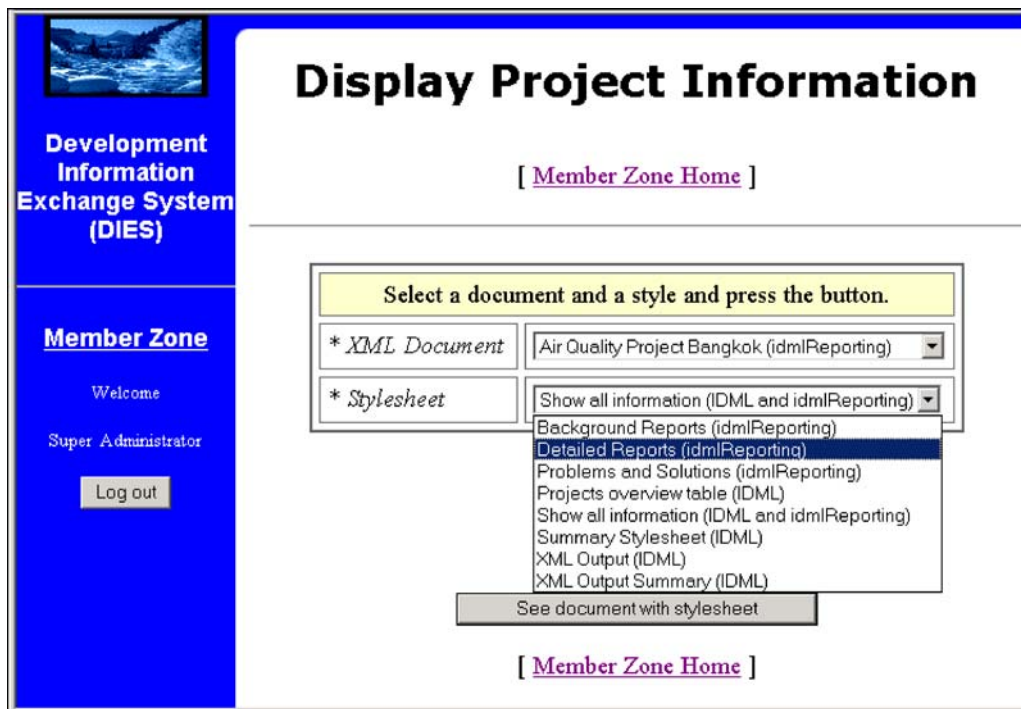 Development
Information
Exchange System
(DIES)
Member Zone
Welcome
Super Administrator
Log out
Display Project Information
[ Member Zone Home ]
Select a document and a style and press the button.
* XML Document
Air Quality Project Bangkok (idmlReporting)
* Stylesheet
Show all information (IDML and idmlReporting)
Background Reports (idmlReporting)
Detailed Reports (idmlReporting)
Problems and Solutions (idmlReporting)
Projects overview table (IDML)
Show all information (IDML and idmlReporting)
Summary Stylesheet (IDML)
XML Output (IDML)
XML Output Summary (IDML)
See document with stylesheet
[ Member Zone Home ]